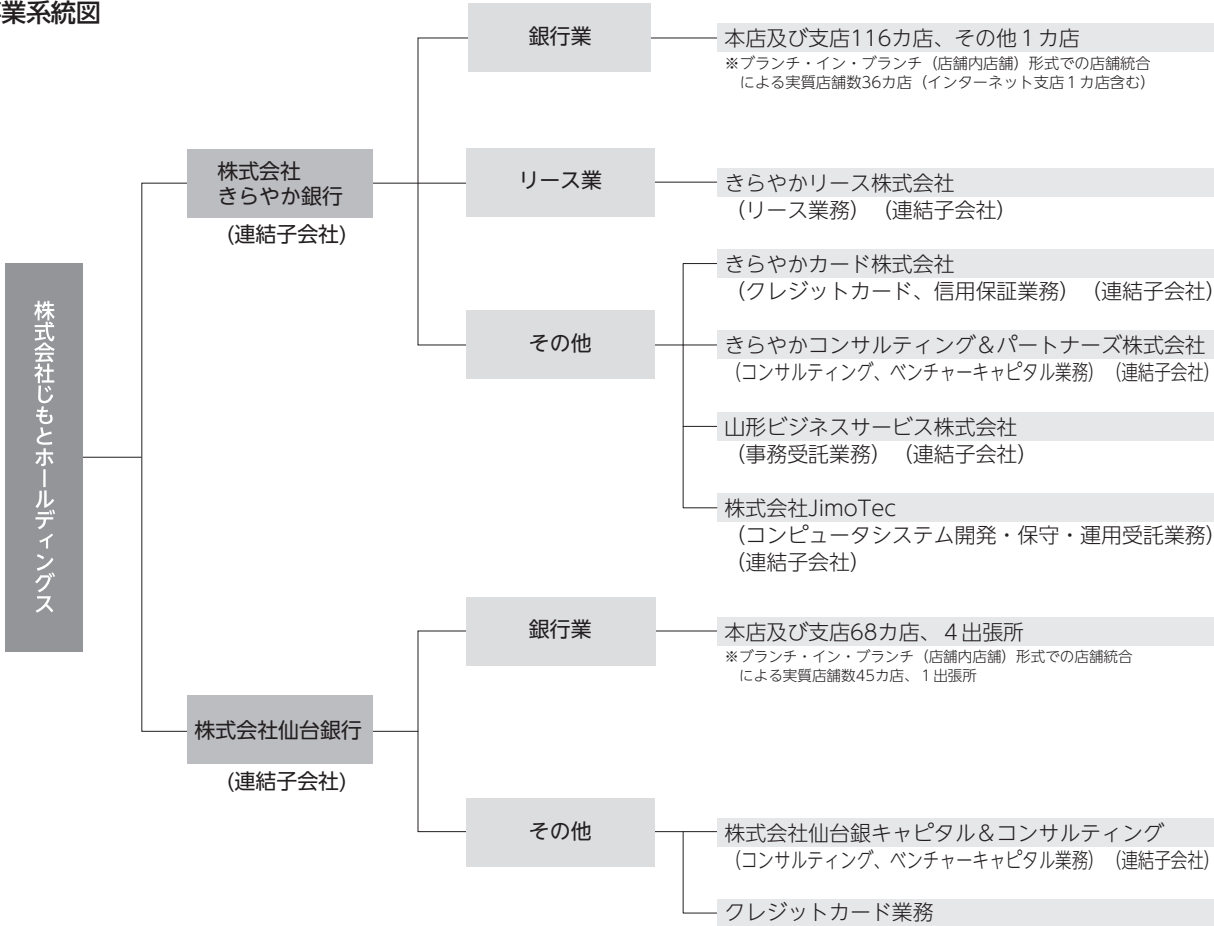 業系統図
株式会社じもとホールディングス
株式会社
きらやか銀行
(連結子会社)
銀行業
本店及び支店116カ店、その他１カ店
※ブランチ・イン・ブランチ（店舗内店舗）形式での店舗統合
による実質店舗数36カ店（インターネット支店１カ店含む）
リース業
きらやかリース株式会社
（リース業務）（連結子会社）
その他
きらやかカード株式会社
（クレジットカード、信用保証業務）（連結子会社）
きらやかコンサルティング＆パートナーズ株式会社
（コンサルティング、ベンチャーキャピタル業務）（連結子会社）
山形ビジネスサービス株式会社
（事務受託業務）（連結子会社）
株式会社JimoTec
（コンピュータシステム開発・保守・運用受託業務）
（連結子会社）
株式会社仙台銀行
(連結子会社)
銀行業
本店及び支店68カ店、４出張所
※ブランチ・イン・ブランチ（店舗内店舗）形式での店舗統合
による実質店舗数45カ店、１出張所
その他
株式会社仙台銀キャピタル＆コンサルティング
（コンサルティング、ベンチャーキャピタル業務）（連結子会社）
クレジットカード業務